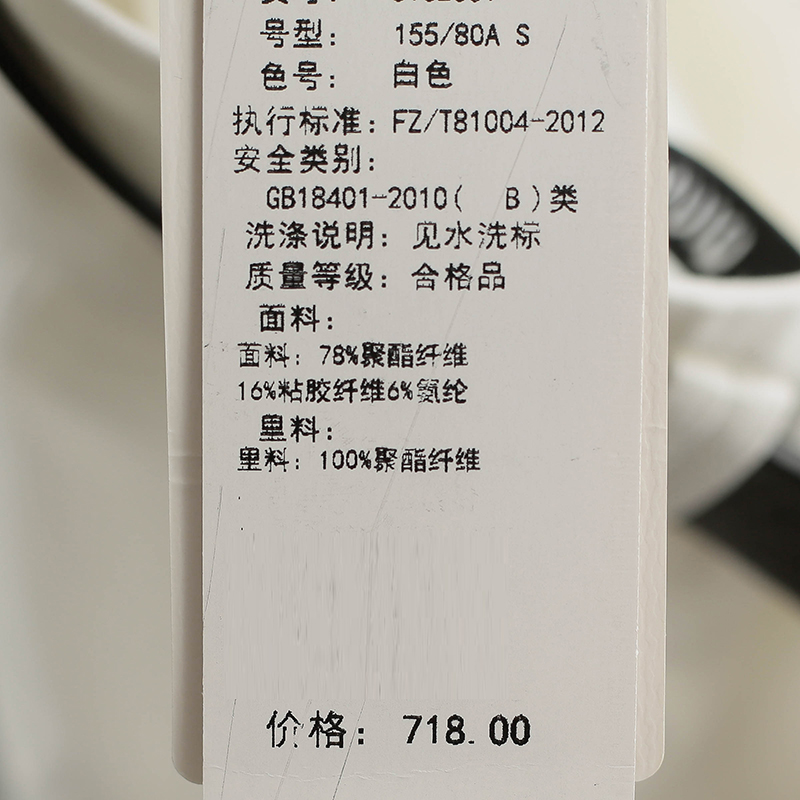 号型： 155/80A S
色号： 白色
执行标准：FZ/T81004-2012
安全类别：
GB18401-2010( B )类
洗涤说明：见水洗标
质量等级：合格品
面料：
面料：78%聚酯纤维
16%粘胶纤维6%氨纶
里料：
里料：100%聚酯纤维
价格：718.00